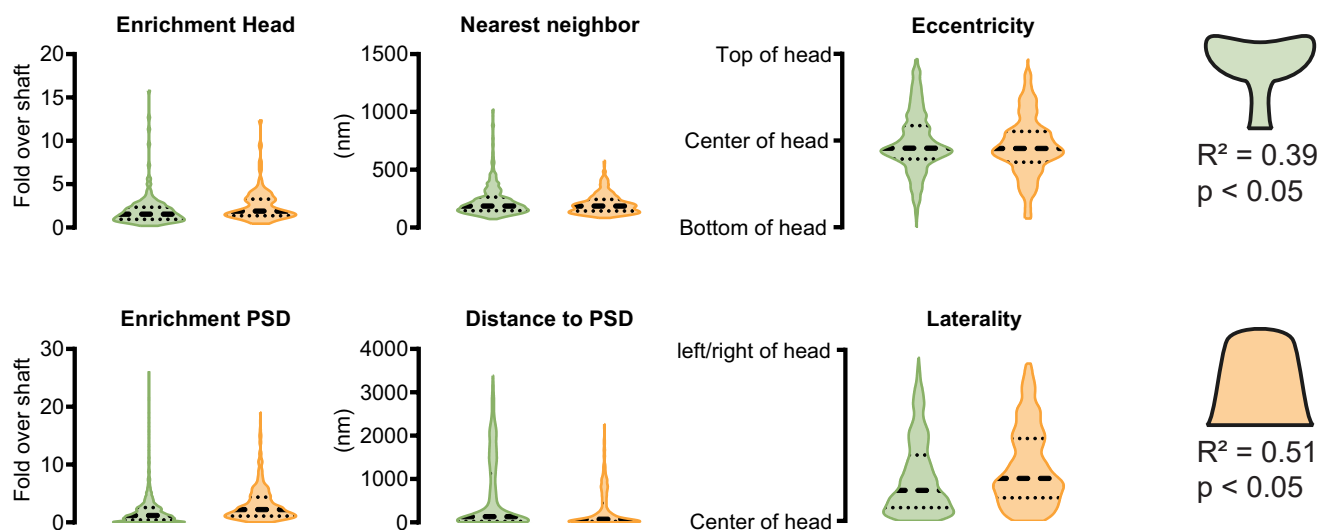 Enrichment Head
Fold over shaft
20
15
10
5
0
Nearest neighbor
(nm)
1500
1000
500
0
Eccentricity
Top of head
Center of head
Bottom of head
R² = 0.39
p < 0.05
Enrichment PSD
Fold over shaft
30
20
10
0
Distance to PSD
(nm)
4000
3000
2000
1000
0
Laterality
left/right of head
Center of head
R² = 0.51
p < 0.05